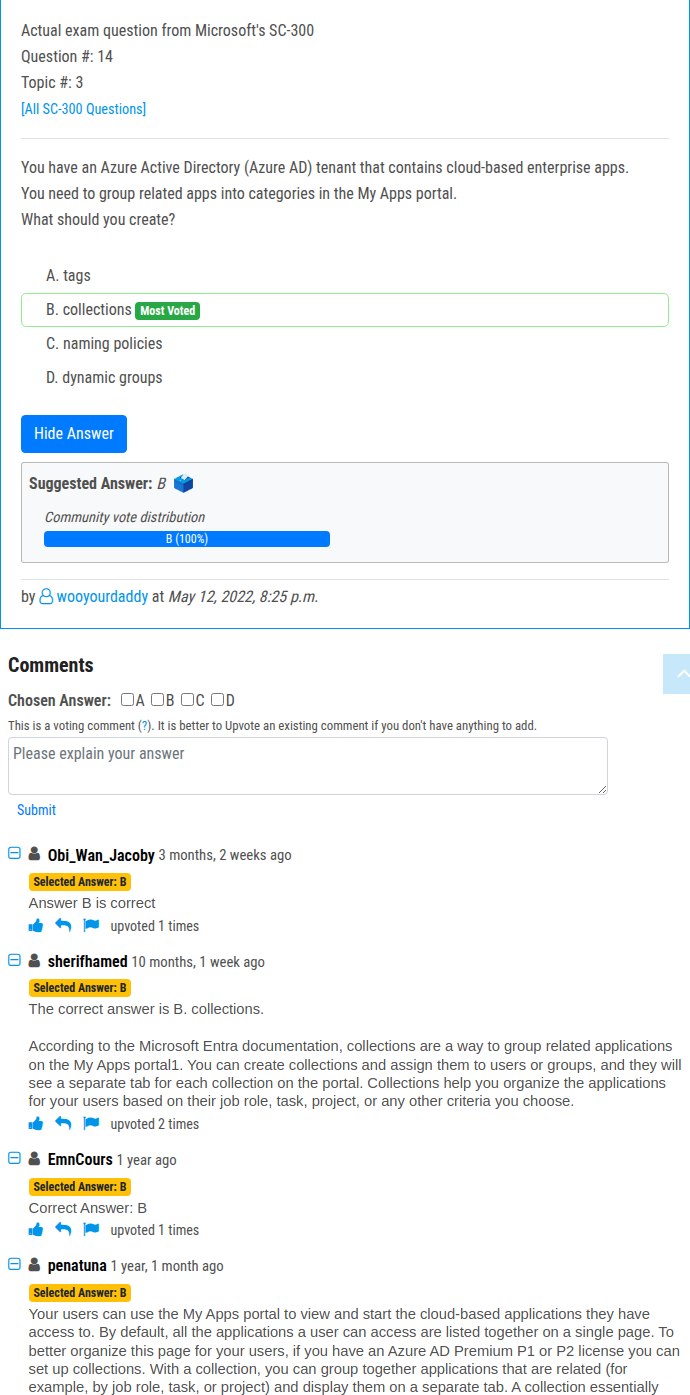 Actual exam question from Microsoft's SC-300
Question #: 14
Topic #: 3
[All SC-300 Questions]
You have an Azure Active Directory (Azure AD) tenant that contains cloud-based enterprise apps.
You need to group related apps into categories in the My Apps portal.
What should you create?
A. tags
B. collections Most Voted
C. naming policies
D. dynamic groups
Hide Answer
Suggested Answer: B
Community vote distribution
B (100%)
by wooyourdaddy at May 12, 2022, 8:25 p.m.
Comments
Chosen Answer: A B C D
This is a voting comment (?). It is better to Upvote an existing comment if you don't have anything to add.
Please explain your answer
Submit
Obi_Wan_Jacoby 3 months, 2 weeks ago
Selected Answer: B
Answer B is correct
upvoted 1 times
sherifhamed 10 months, 1 week ago
Selected Answer: B
The correct answer is B. collections.
According to the Microsoft Entra documentation, collections are a way to group related applications
on the My Apps portal1. You can create collections and assign them to users or groups, and they will
see a separate tab for each collection on the portal. Collections help you organize the applications
for your users based on their job role, task, project, or any other criteria you choose.
upvoted 2 times
EmnCours 1 year ago
Selected Answer: B
Correct Answer: B
upvoted 1 times
penatuna 1 year, 1 month ago
Selected Answer: B
Your users can use the My Apps portal to view and start the cloud-based applications they have
access to. By default, all the applications a user can access are listed together on a single page. To
better organize this page for your users, if you have an Azure AD Premium P1 or P2 license you can
set up collections. With a collection, you can group together applications that are related (for
example, by job role, task, or project) and display them on a separate tab. A collection essentially